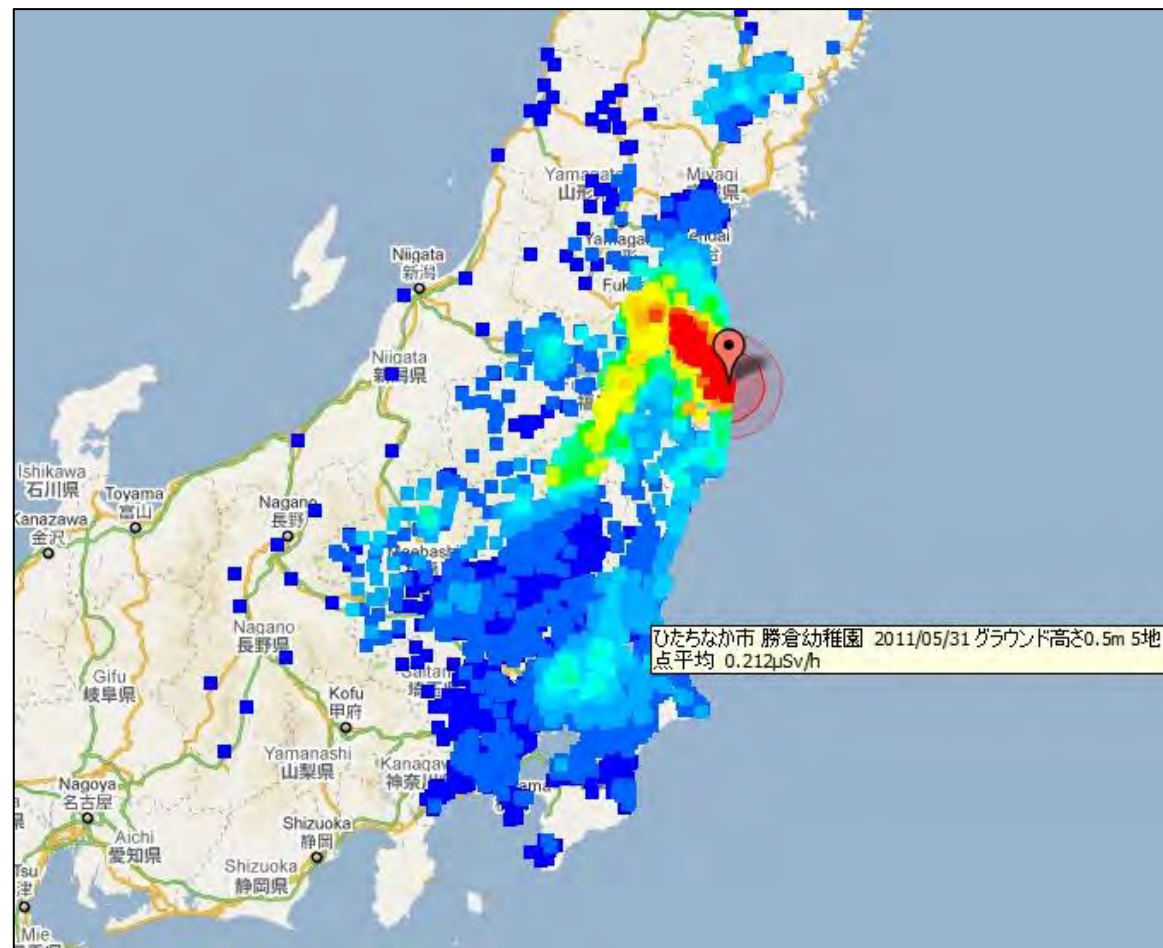 Yamagata
山形
Miyagi
県
Niigata
新潟
Niigata
新潟県
Ishikawa
石川県
Toyama
富山
Kanazawa
金沢
Nagano
長野
Nagano
長野県
Gifu
岐阜県
Kofu
甲府
Yamanashi
山梨県
Nagoya
名古屋
Aichi
愛知県
Shizuoka
静岡
Shizuoka
静岡県
Tsu
津
Mie
ひたちなか市 勝倉幼稚園 2011/05/31 グラウンド高さ0.5m 5地
点平均 0.212μSv/h